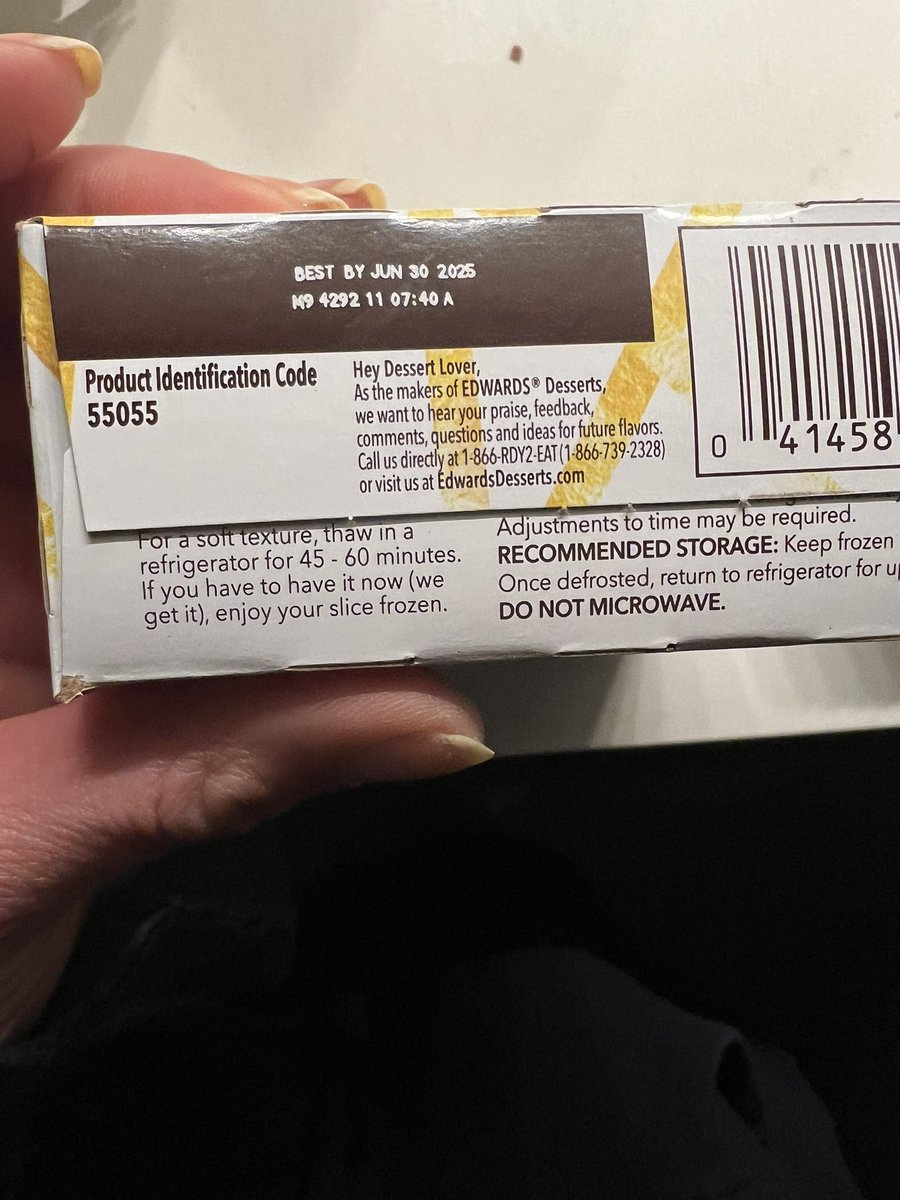 BEST BY JUN 30 2025
M9 4292 11 07:40 A
Product Identification Code
55055
Hey Dessert Lover,
As the makers of EDWARDS® Desserts,
we want to hear your praise, feedback,
comments, questions and ideas for future flavors.
Call us directly at 1-866-RDY2-EAT (1-866-739-2328)
or visit us at EdwardsDesserts.com
0 41458
For a soft texture, thaw in a
refrigerator for 45 - 60 minutes.
If you have to have it now (we
get it), enjoy your slice frozen.
Adjustments to time may be required.
RECOMMENDED STORAGE: Keep frozen
Once defrosted, return to refrigerator for
DO NOT MICROWAVE.